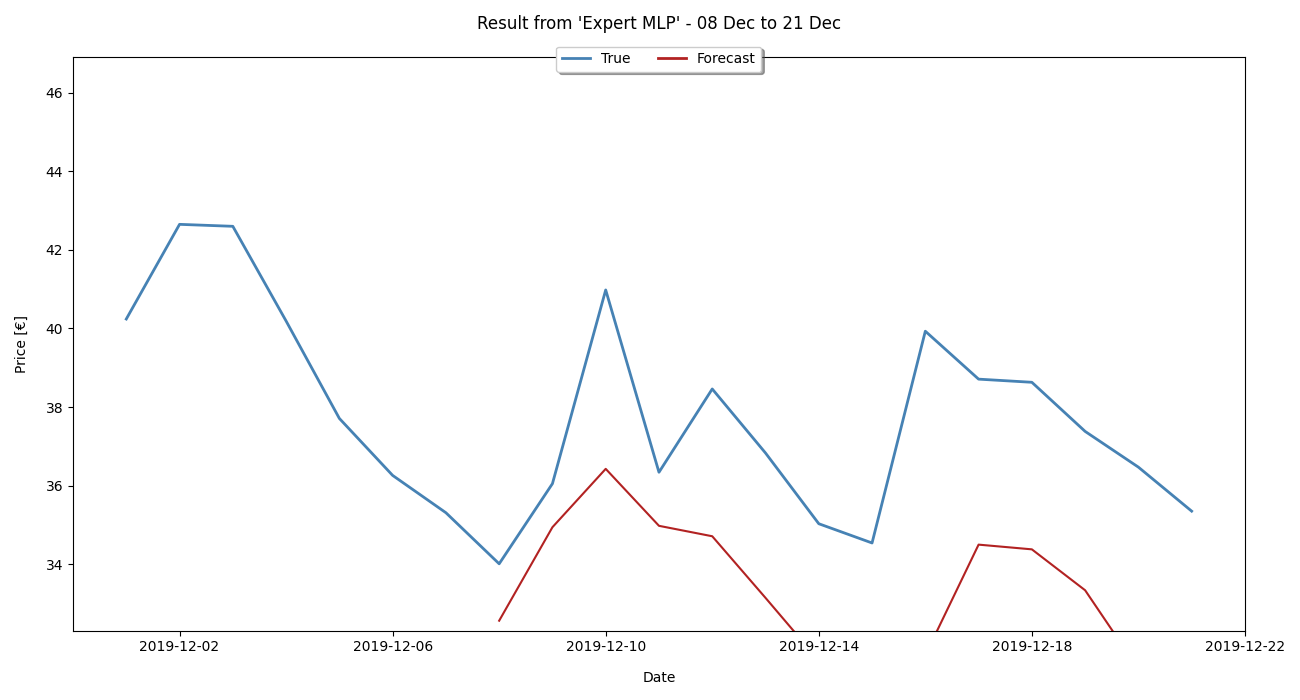 Result from 'Expert MLP' - 08 Dec to 21 Dec
True Forecast
46
44
42
40
38
36
34
Price [€]
2019-12-02 2019-12-06 2019-12-10 2019-12-14 2019-12-18 2019-12-22
Date